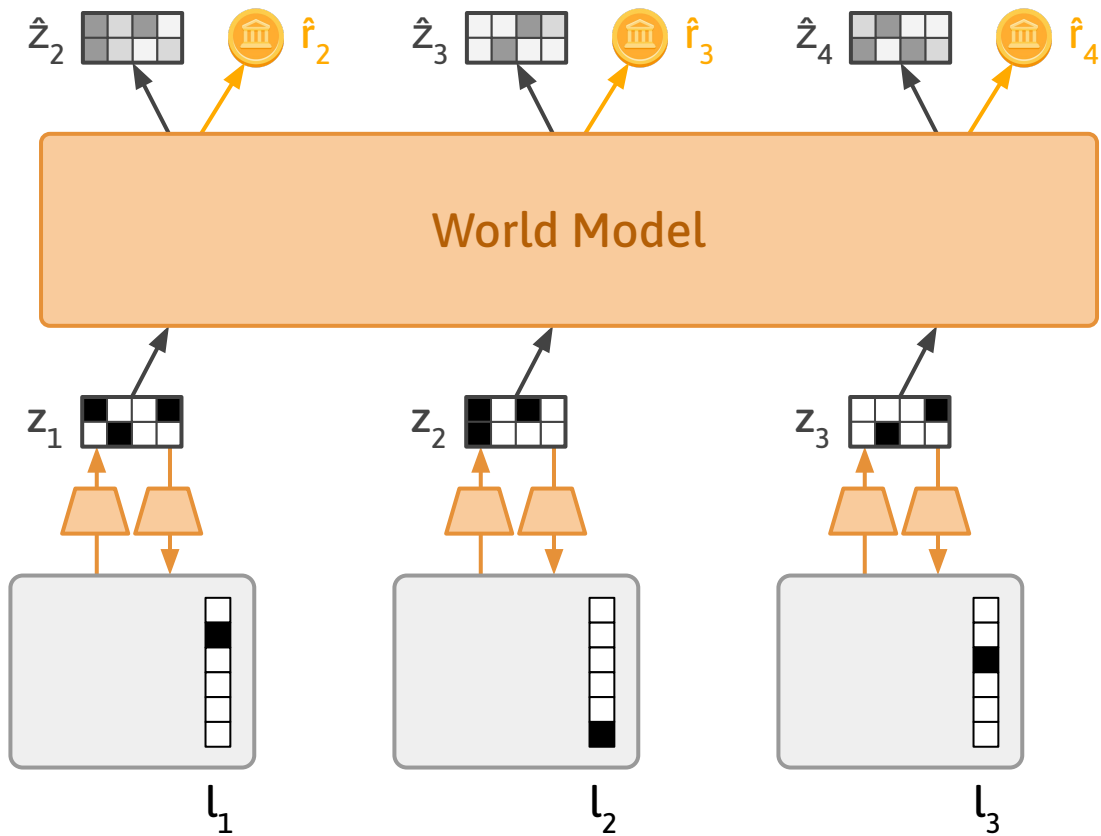 ẑ₂ r̂₂ ẑ₃ r̂₃ ẑ₄ r̂₄
World Model
z₁ z₂ z₃
l₁ l₂ l₃